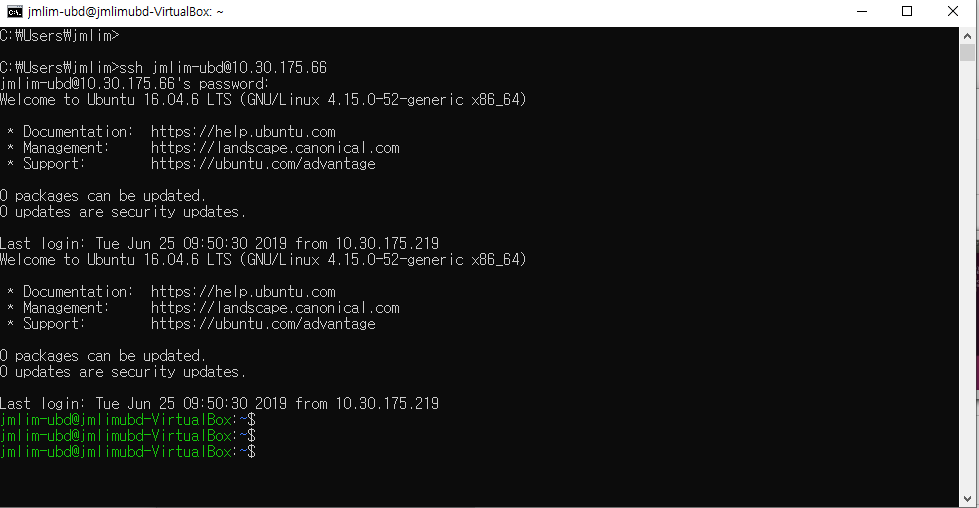 jmlim-ubd@jmlimubd-VirtualBox: ~
C:₩Users₩jmlim>
C:₩Users₩jmlim>ssh jmlim-ubd@10.30.175.66
jmlim-ubd@10.30.175.66's password:
Welcome to Ubuntu 16.04.6 LTS (GNU/Linux 4.15.0-52-generic x86_64)
* Documentation:  https://help.ubuntu.com
* Management:     https://landscape.canonical.com
* Support:        https://ubuntu.com/advantage
0 packages can be updated.
0 updates are security updates.
Last login: Tue Jun 25 09:50:30 2019 from 10.30.175.219
Welcome to Ubuntu 16.04.6 LTS (GNU/Linux 4.15.0-52-generic x86_64)
* Documentation:  https://help.ubuntu.com
* Management:     https://landscape.canonical.com
* Support:        https://ubuntu.com/advantage
0 packages can be updated.
0 updates are security updates.
Last login: Tue Jun 25 09:50:30 2019 from 10.30.175.219
jmlim-ubd@jmlimubd-VirtualBox:~$
jmlim-ubd@jmlimubd-VirtualBox:~$
jmlim-ubd@jmlimubd-VirtualBox:~$